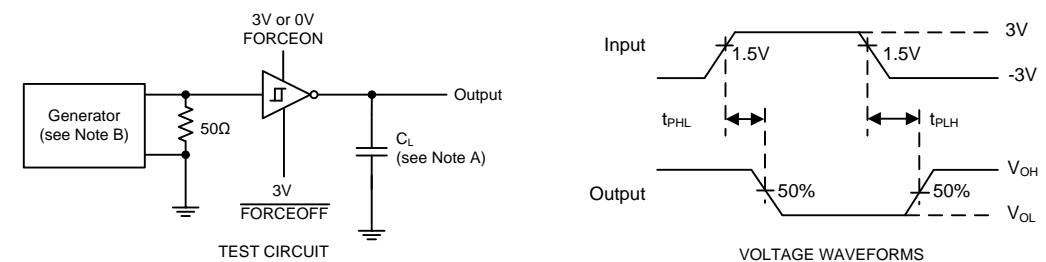 3V or 0V
FORCEON
Generator
(see Note B)
50Ω
Output
C_L
(see Note A)
3V
FORCEOFF
TEST CIRCUIT
Input
1.5V
1.5V
3V
-3V
t_PHL
t_PLH
Output
50%
50%
V_OH
V_OL
VOLTAGE WAVEFORMS